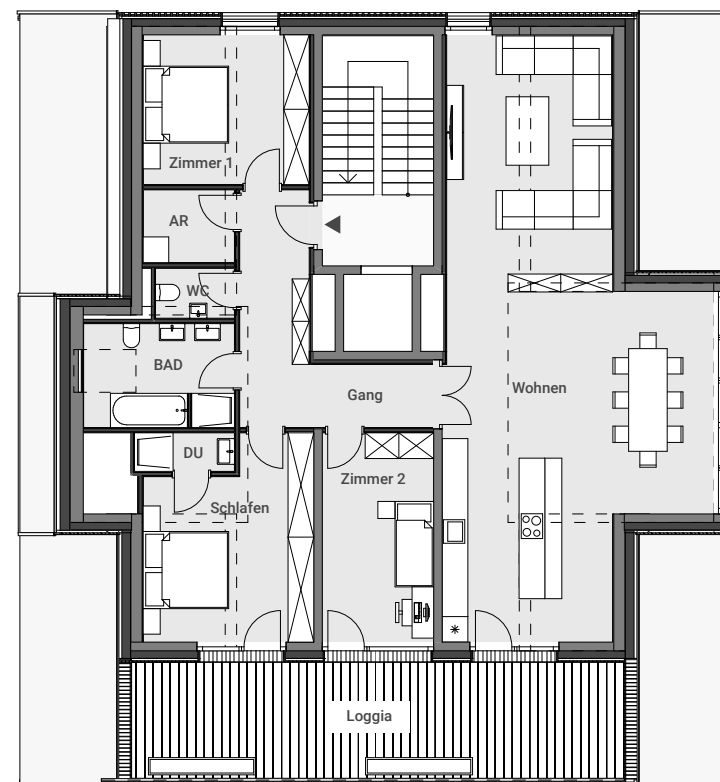 Zimmer 1
AR
WC
BAD
Gang
Wohnen
DU
Zimmer 2
Schlafen
Loggia